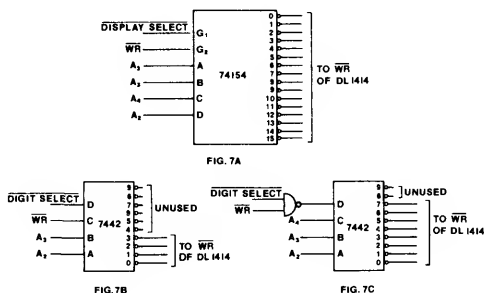 DISPLAY SELECT
G₁
WR
G₂
A₃ A
A₃ B
A₄ C
A₂ D
74154
0
1
2
3
4
5
6
7
8
9
10
11
12
13
14
15
TO WR
OF DL 1414
FIG. 7A
DIGIT SELECT
D
WR
C
A₃ B
A₂ A
7442
9
8
7
6
5
4
3
2
1
0
UNUSED
TO WR
OF DL 1414
FIG. 7B
DIGIT SELECT
WR
D
A₄ C
A₃ B
A₂ A
7442
9
8
7
6
5
4
3
2
1
0
UNUSED
TO WR
OF DL 1414
FIG. 7C